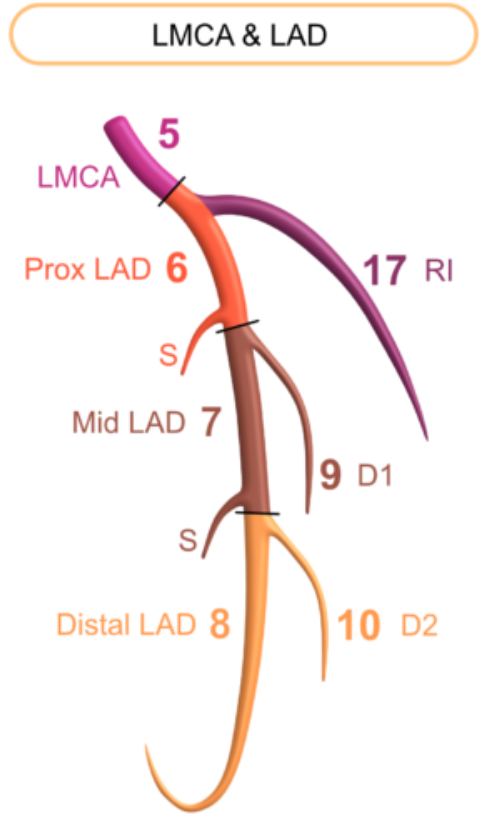 LMCA & LAD
5
LMCA
Prox LAD 6
17 RI
S
Mid LAD 7
9 D1
S
Distal LAD 8
10 D2